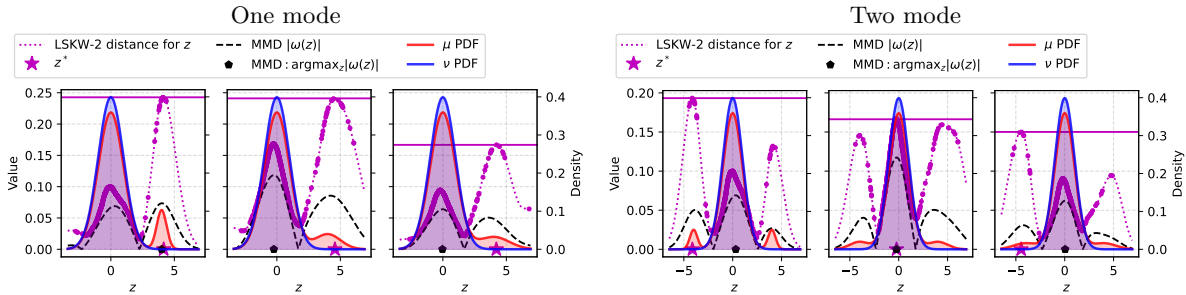 One mode
Two mode
LSKW-2 distance for z
z*
MMD |ω(z)|
MMD : argmax_z|ω(z)|
μ PDF
ν PDF
LSKW-2 distance for z
z*
MMD |ω(z)|
MMD : argmax_z|ω(z)|
μ PDF
ν PDF
Value
0.25
0.20
0.15
0.10
0.05
0.00
0 5
z
0 5
z
0 5
z
0.4
0.3
0.2
0.1
0.0
Density
Value
0.20
0.15
0.10
0.05
0.00
−5 0 5
z
−5 0 5
z
−5 0 5
z
0.4
0.3
0.2
0.1
0.0
Density